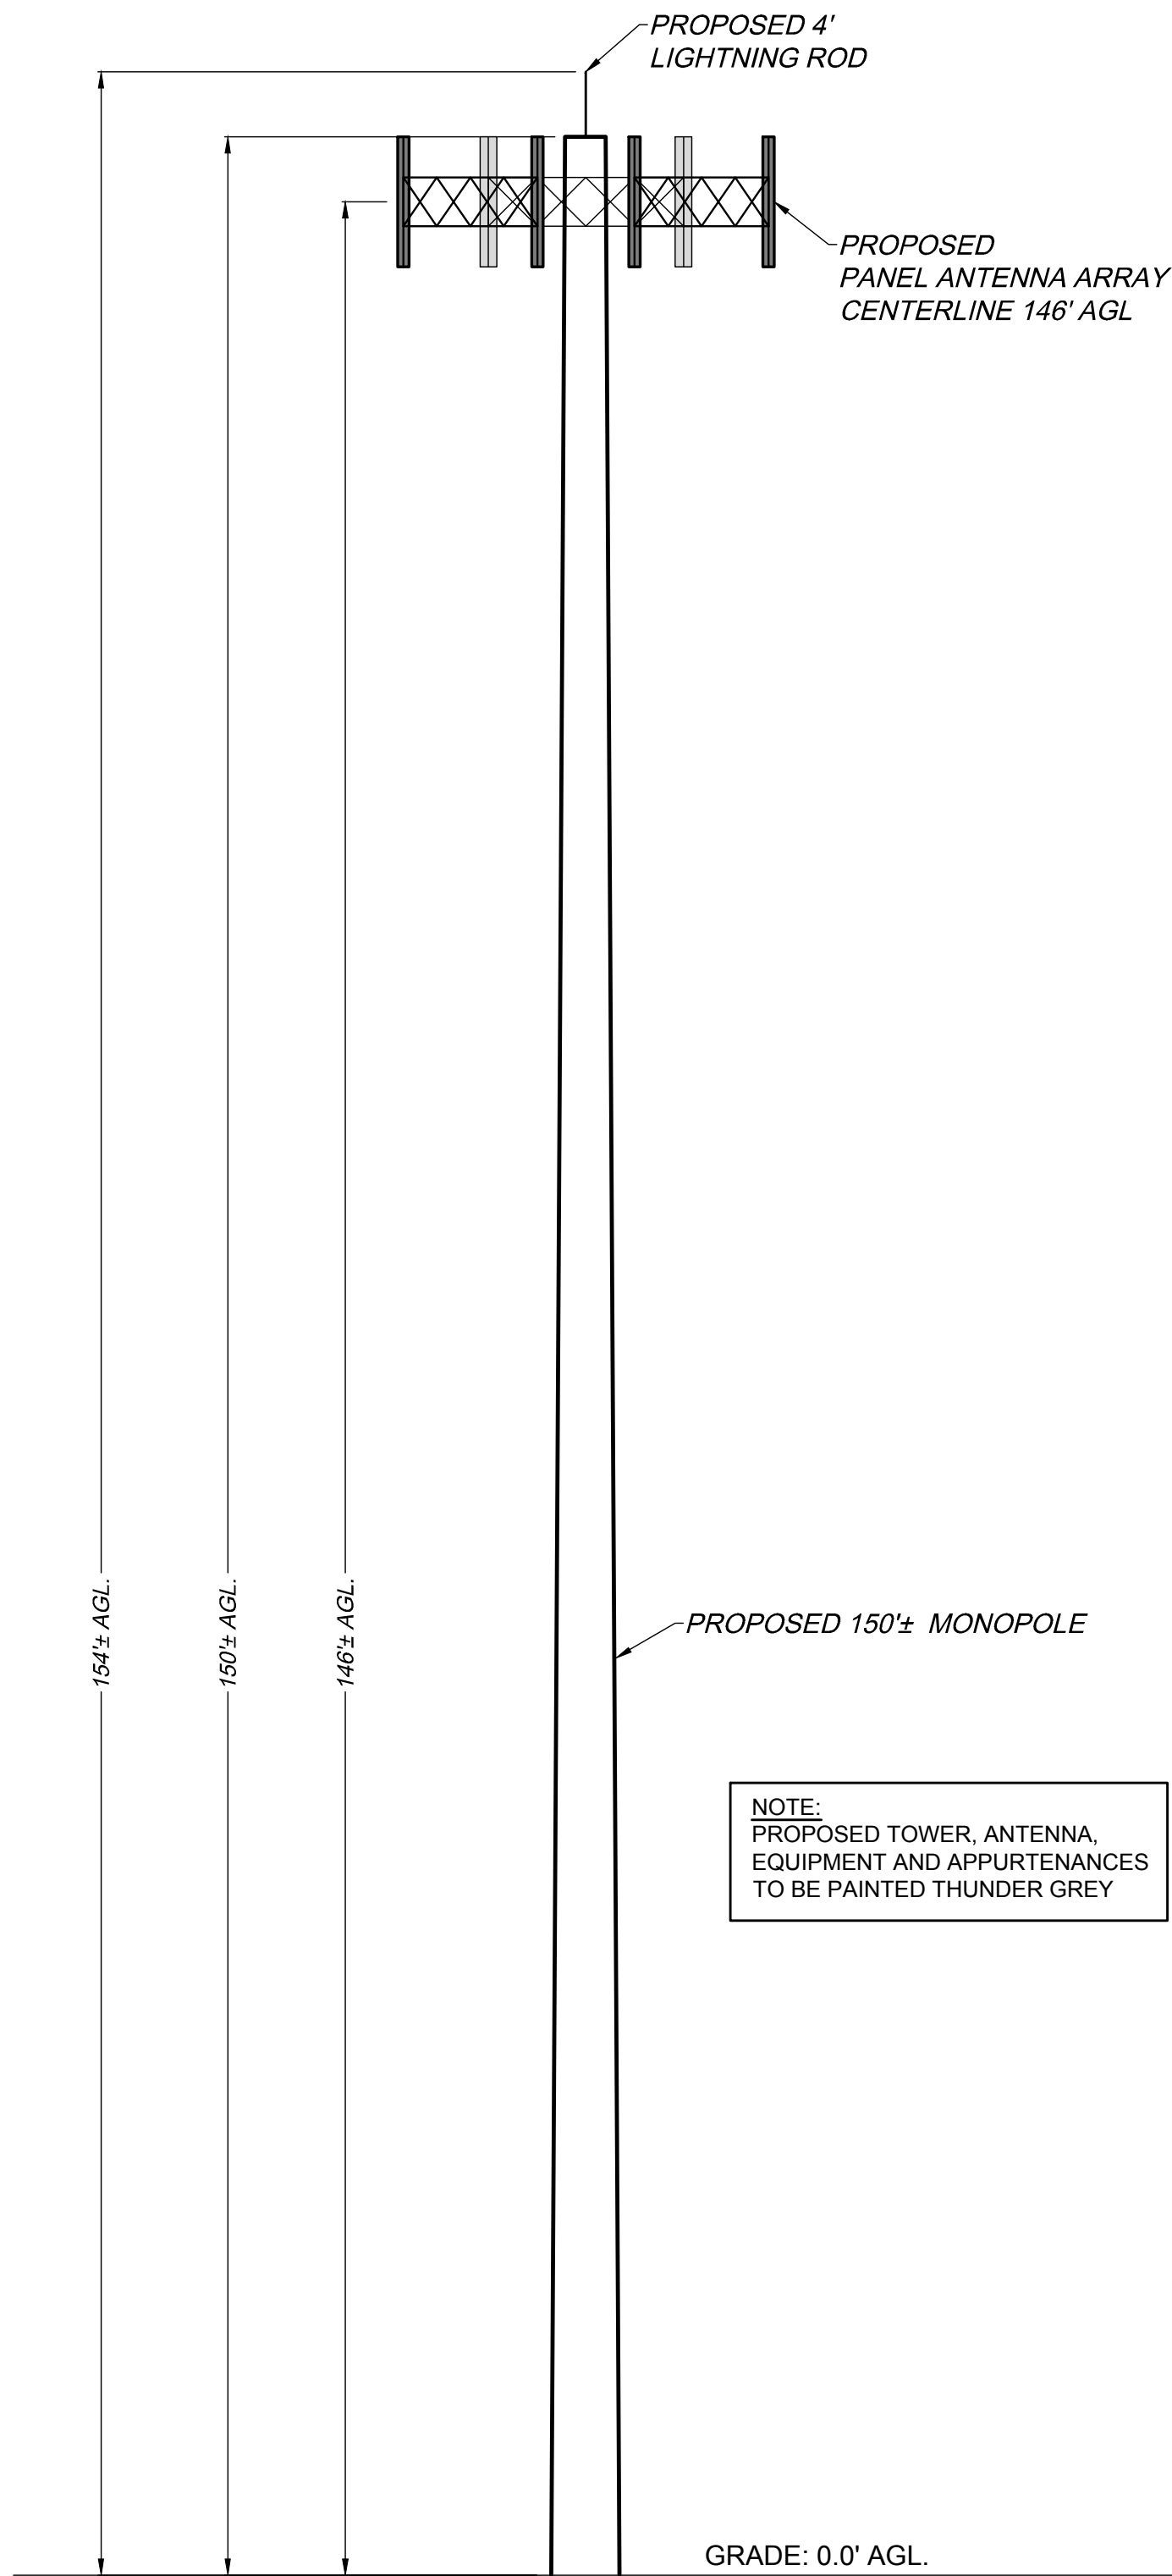 PROPOSED 4'
LIGHTNING ROD
PROPOSED
PANEL ANTENNA ARRAY
CENTERLINE 146' AGL
154'± AGL.
150'± AGL.
146'± AGL.
PROPOSED 150'± MONOPOLE
NOTE:
PROPOSED TOWER, ANTENNA,
EQUIPMENT AND APPURTENANCES
TO BE PAINTED THUNDER GREY
GRADE: 0.0' AGL.